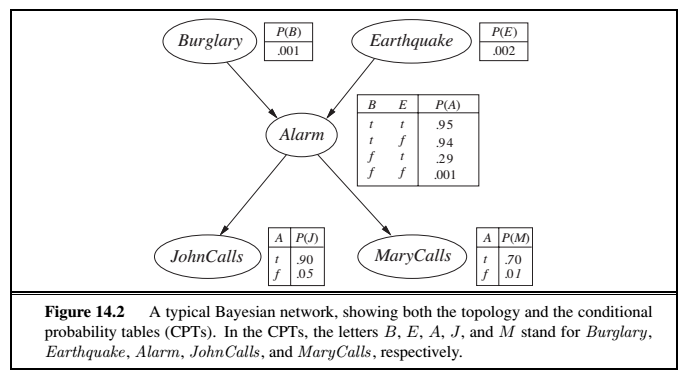 Burglary P(B) Earthquake P(E)
.001 .002
B E P(A)
t t .95
Alarm t f .94
f t .29
f f .001
A P(J) A P(M)
JohnCalls t .90 MaryCalls t .70
f .05 f .01
Figure 14.2 A typical Bayesian network, showing both the topology and the conditional
probability tables (CPTs). In the CPTs, the letters B, E, A, J, and M stand for Burglary,
Earthquake, Alarm, JohnCalls, and MaryCalls, respectively.